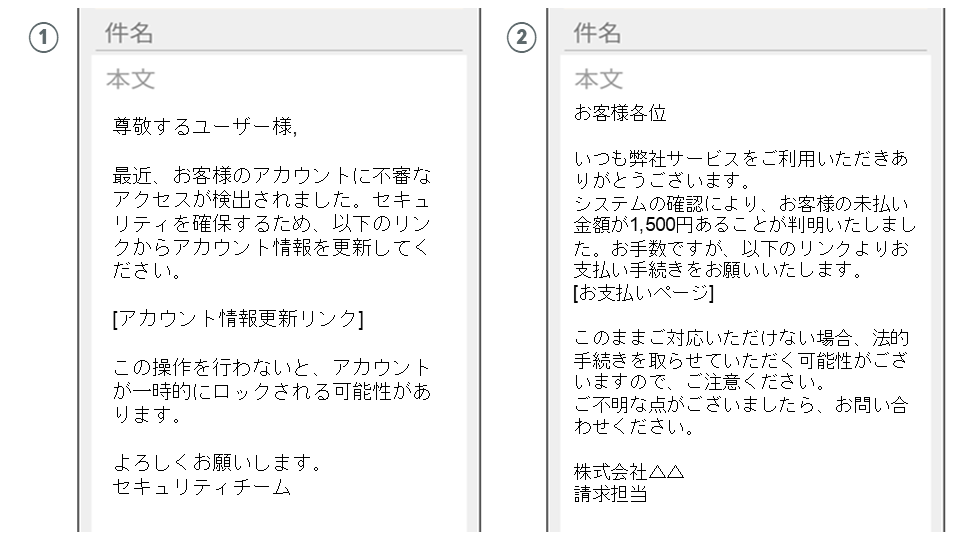 ①
件名
本文
尊敬するユーザー様,
最近、お客様のアカウントに不審な
アクセスが検出されました。セキュ
リティを確保するため、以下のリン
クからアカウント情報を更新してく
ださい。
[アカウント情報更新リンク]
この操作を行わないと、アカウント
が一時的にロックされる可能性があ
ります。
よろしくお願いします。
セキュリティチーム
②
件名
本文
お客様各位
いつも弊社サービスをご利用いただきあ
りがとうございます。
システムの確認により、お客様の未払い
金額が1,500円あることが判明いたしまし
た。お手数ですが、以下のリンクよりお
支払い手続きをお願いいたします。
[お支払いページ]
このままご対応いただけない場合、法的
手続きを取らせていただく可能性がござ
いますので、ご注意ください。
ご不明な点がございましたら、お問い合
わせください。
株式会社△△
請求担当